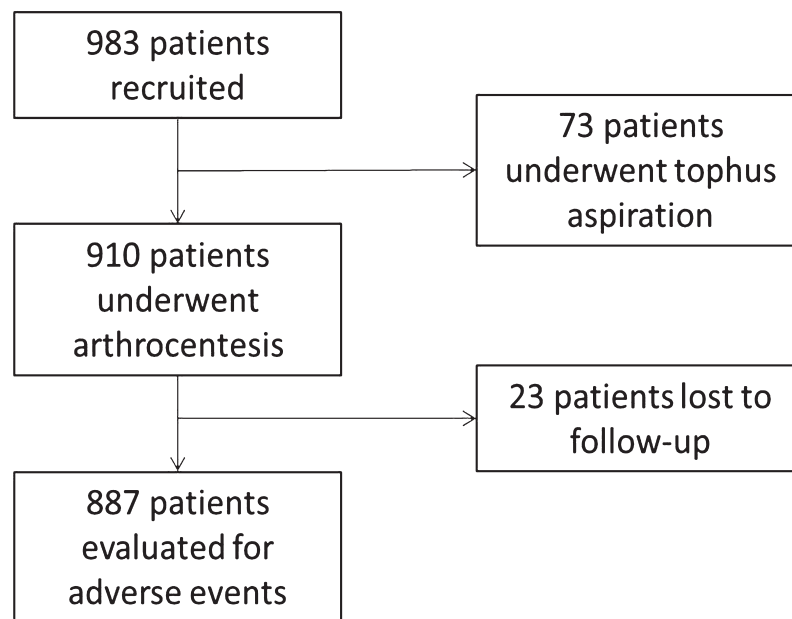 983 patients
recruited
73 patients
underwent tophus
aspiration
910 patients
underwent
arthrocentesis
23 patients lost to
follow-up
887 patients
evaluated for
adverse events